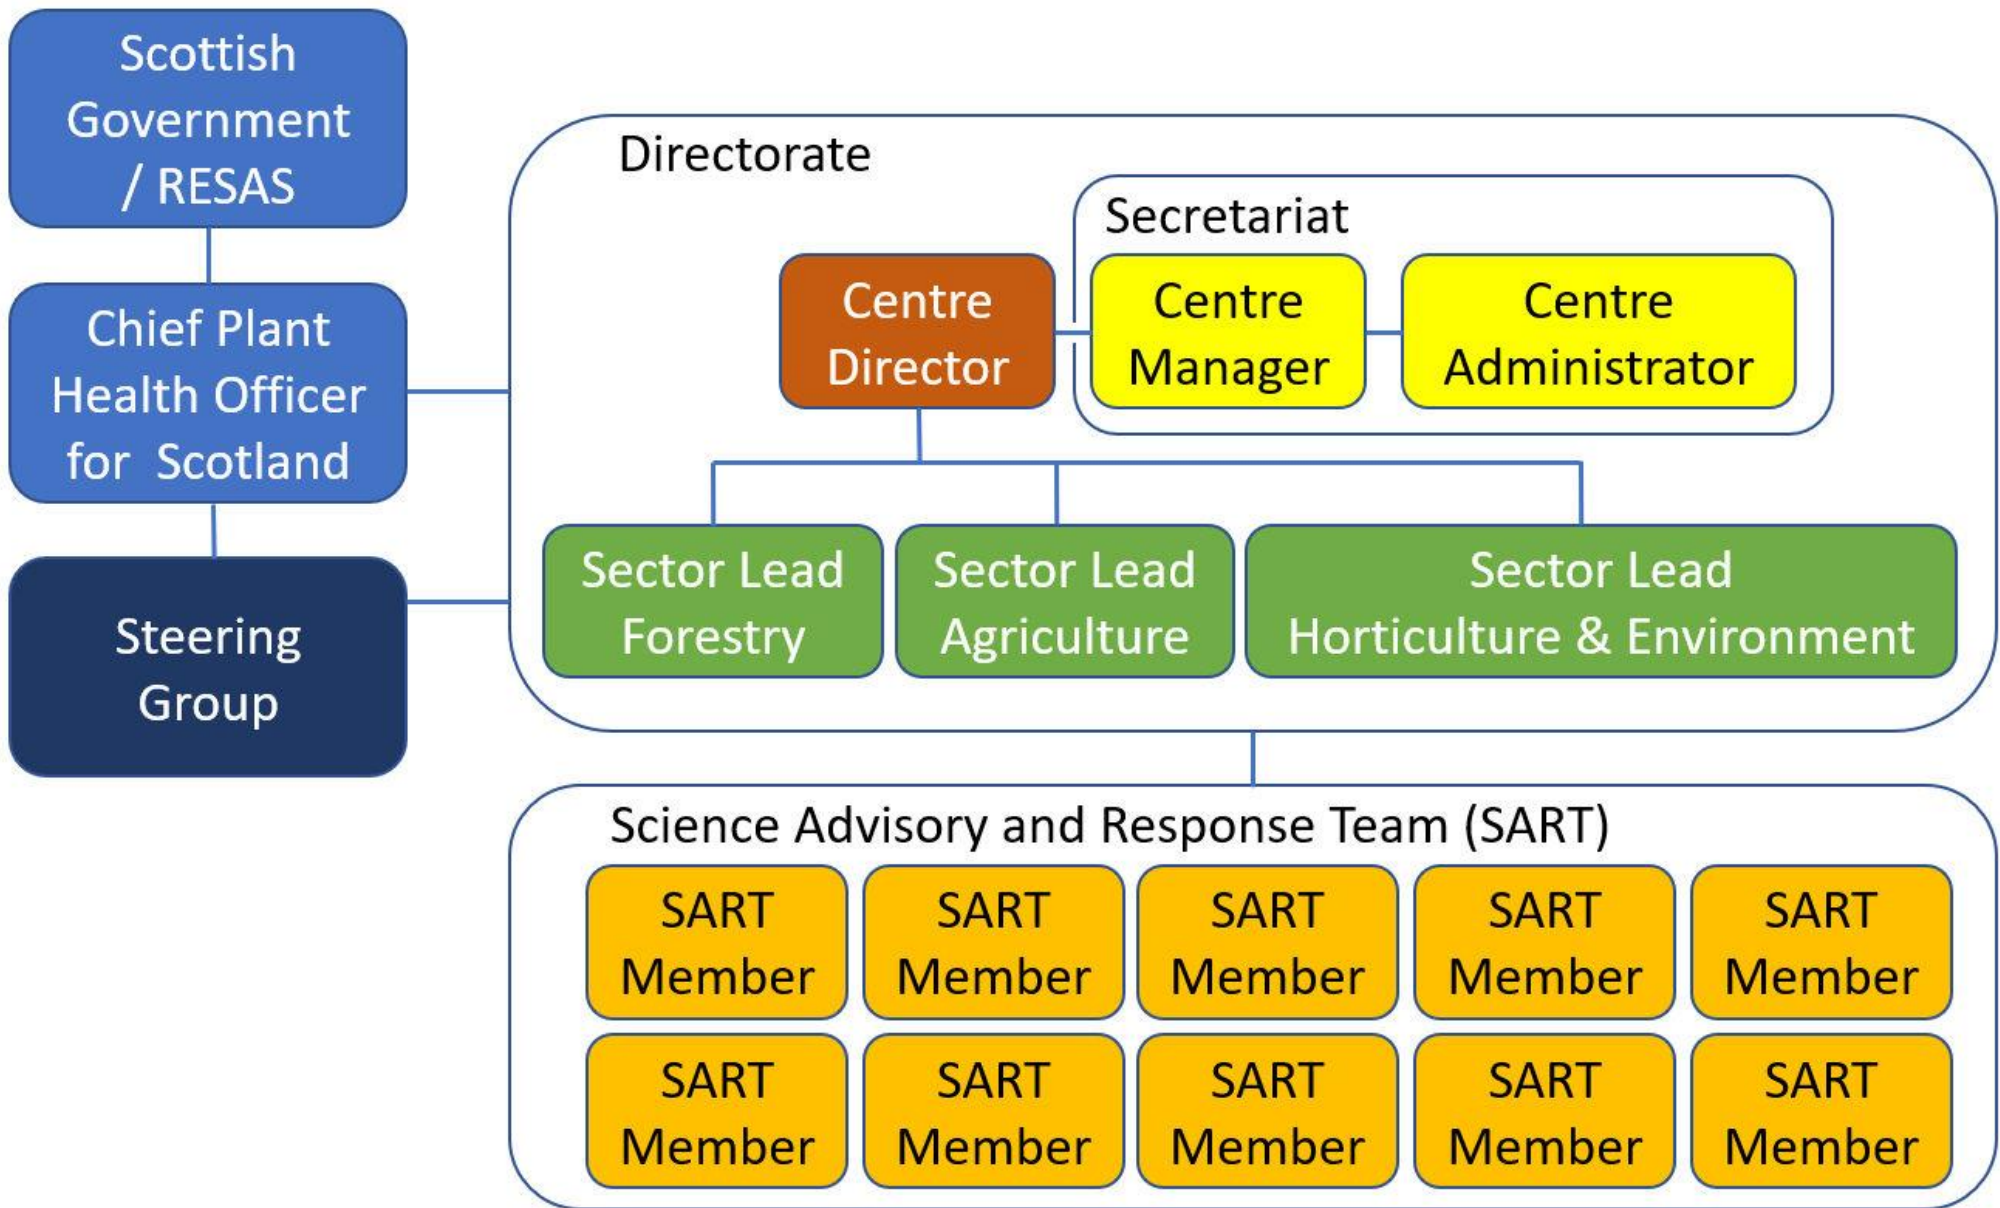 Scottish
Government
/ RESAS
Chief Plant
Health Officer
for Scotland
Steering
Group
Directorate
Secretariat
Centre
Director
Centre
Manager
Centre
Administrator
Sector Lead
Forestry
Sector Lead
Agriculture
Sector Lead
Horticulture & Environment
Science Advisory and Response Team (SART)
SART
Member
SART
Member
SART
Member
SART
Member
SART
Member
SART
Member
SART
Member
SART
Member
SART
Member
SART
Member